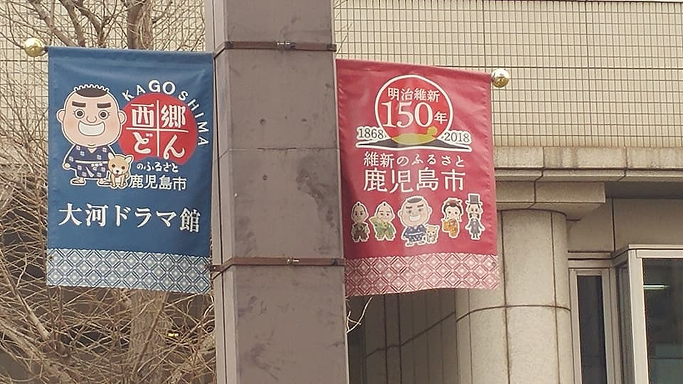 KAGOSHIMA
西郷
どん
のふるさと
鹿児島市
大河ドラマ館
明治維新
150年
1868 2018
維新のふるさと
鹿児島市